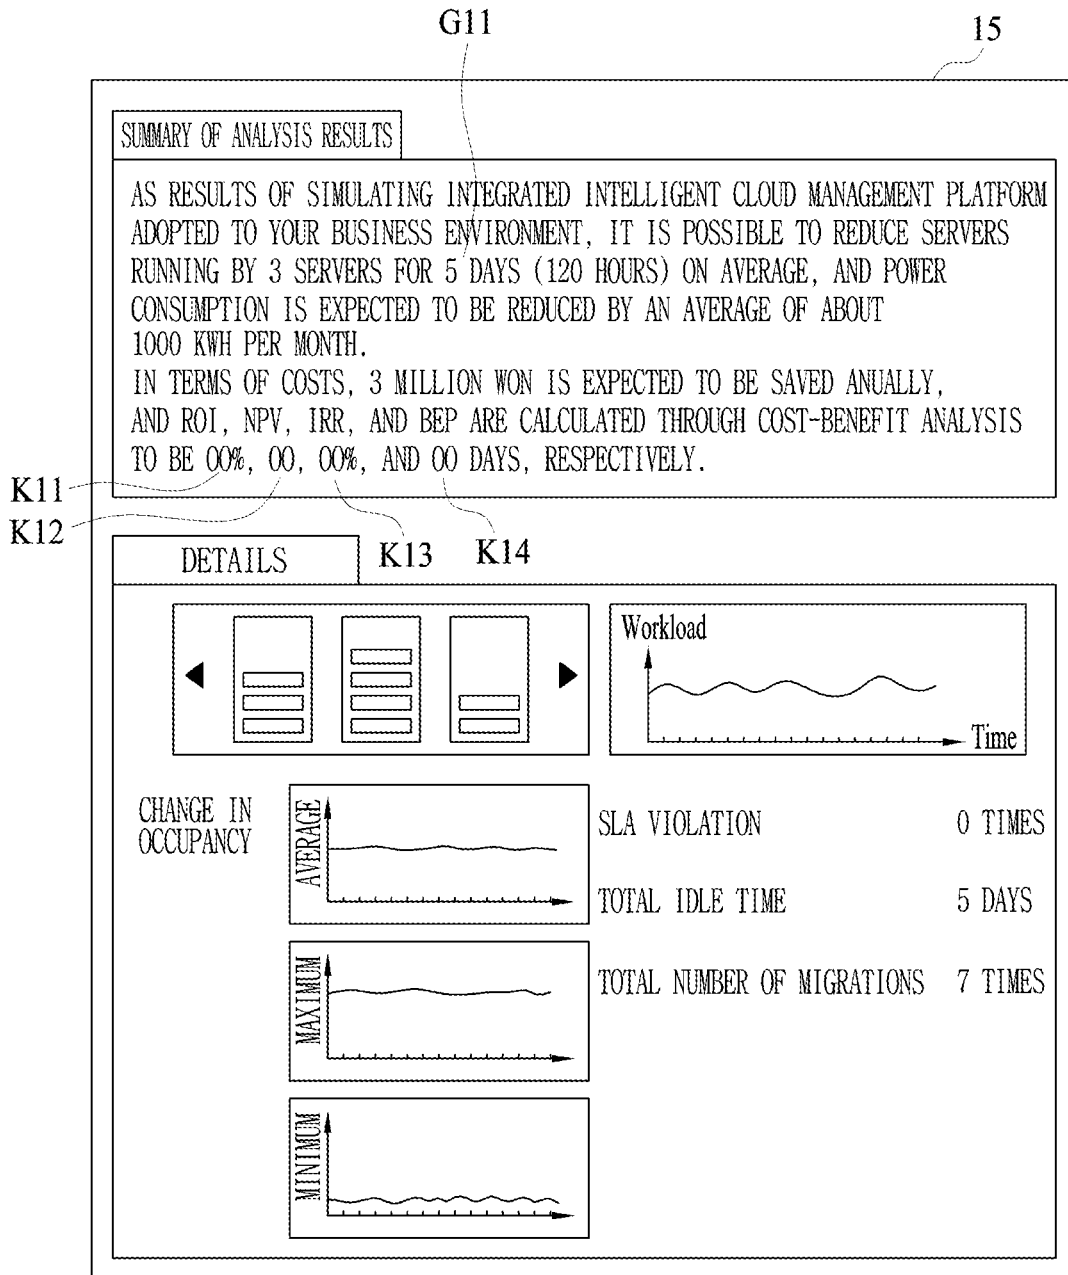 G11
15
SUMMARY OF ANALYSIS RESULTS
AS RESULTS OF SIMULATING INTEGRATED INTELLIGENT CLOUD MANAGEMENT PLATFORM
ADOPTED TO YOUR BUSINESS ENVIRONMENT, IT IS POSSIBLE TO REDUCE SERVERS
RUNNING BY 3 SERVERS FOR 5 DAYS (120 HOURS) ON AVERAGE, AND POWER
CONSUMPTION IS EXPECTED TO BE REDUCED BY AN AVERAGE OF ABOUT
1000 KWH PER MONTH.
IN TERMS OF COSTS, 3 MILLION WON IS EXPECTED TO BE SAVED ANUALLY,
AND ROI, NPV, IRR, AND BEP ARE CALCULATED THROUGH COST-BENEFIT ANALYSIS
TO BE OO%, OO, OO%, AND OO DAYS, RESPECTIVELY.
K11
K12
K13
K14
DETAILS
Workload
Time
CHANGE IN
OCCUPANCY
AVERAGE
SLA VIOLATION 0 TIMES
TOTAL IDLE TIME 5 DAYS
MAXIMUM
TOTAL NUMBER OF MIGRATIONS 7 TIMES
MINIMUM